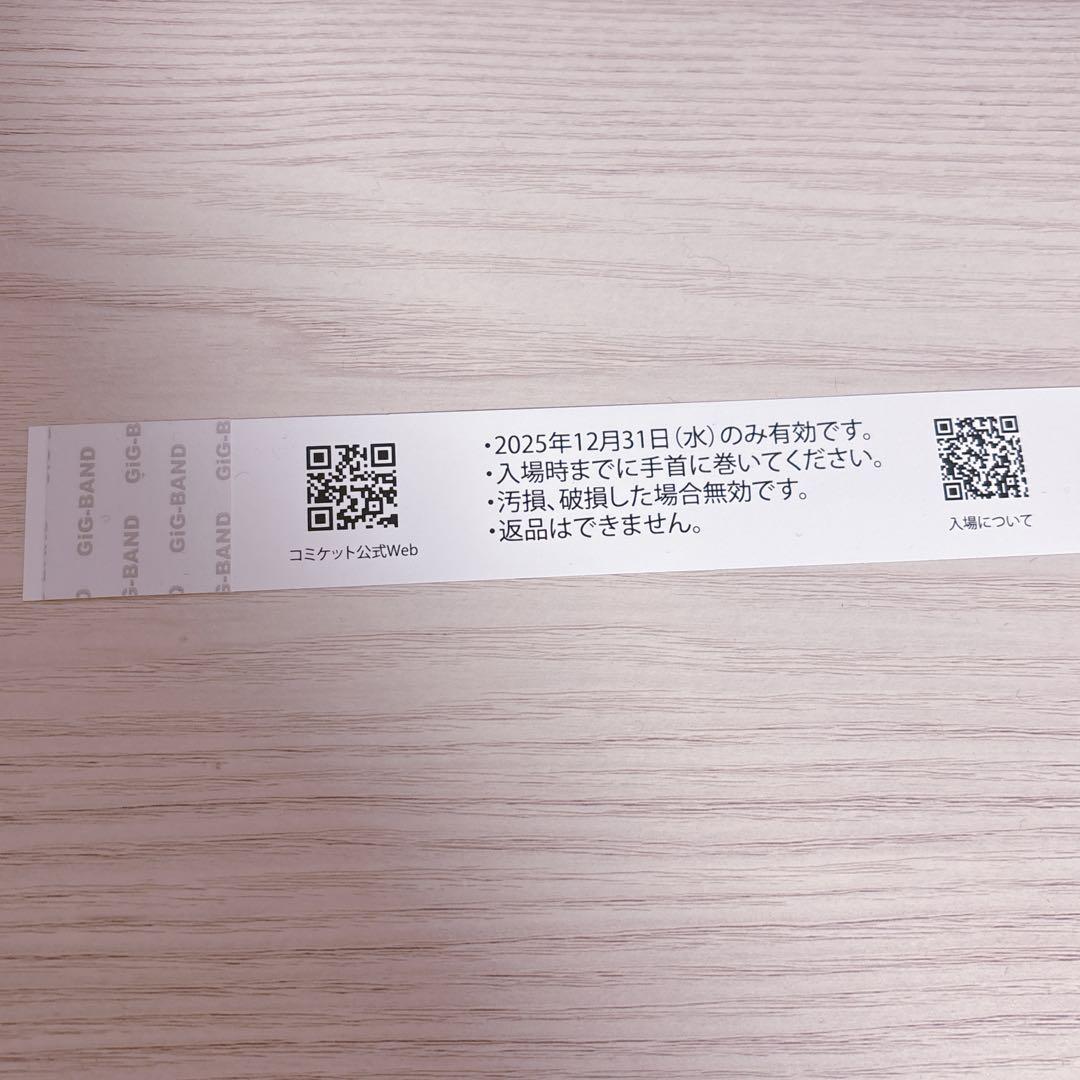 GiG-BAND
GiG-BAND
GiG-B
GiG-BAND
GiG-B
G-BAND
G-BAND
コミケット公式Web
・2025年12月31日(水)のみ有効です。
・入場時までに手首に巻いてください。
・汚損、破損した場合無効です。
・返品はできません。
入場について